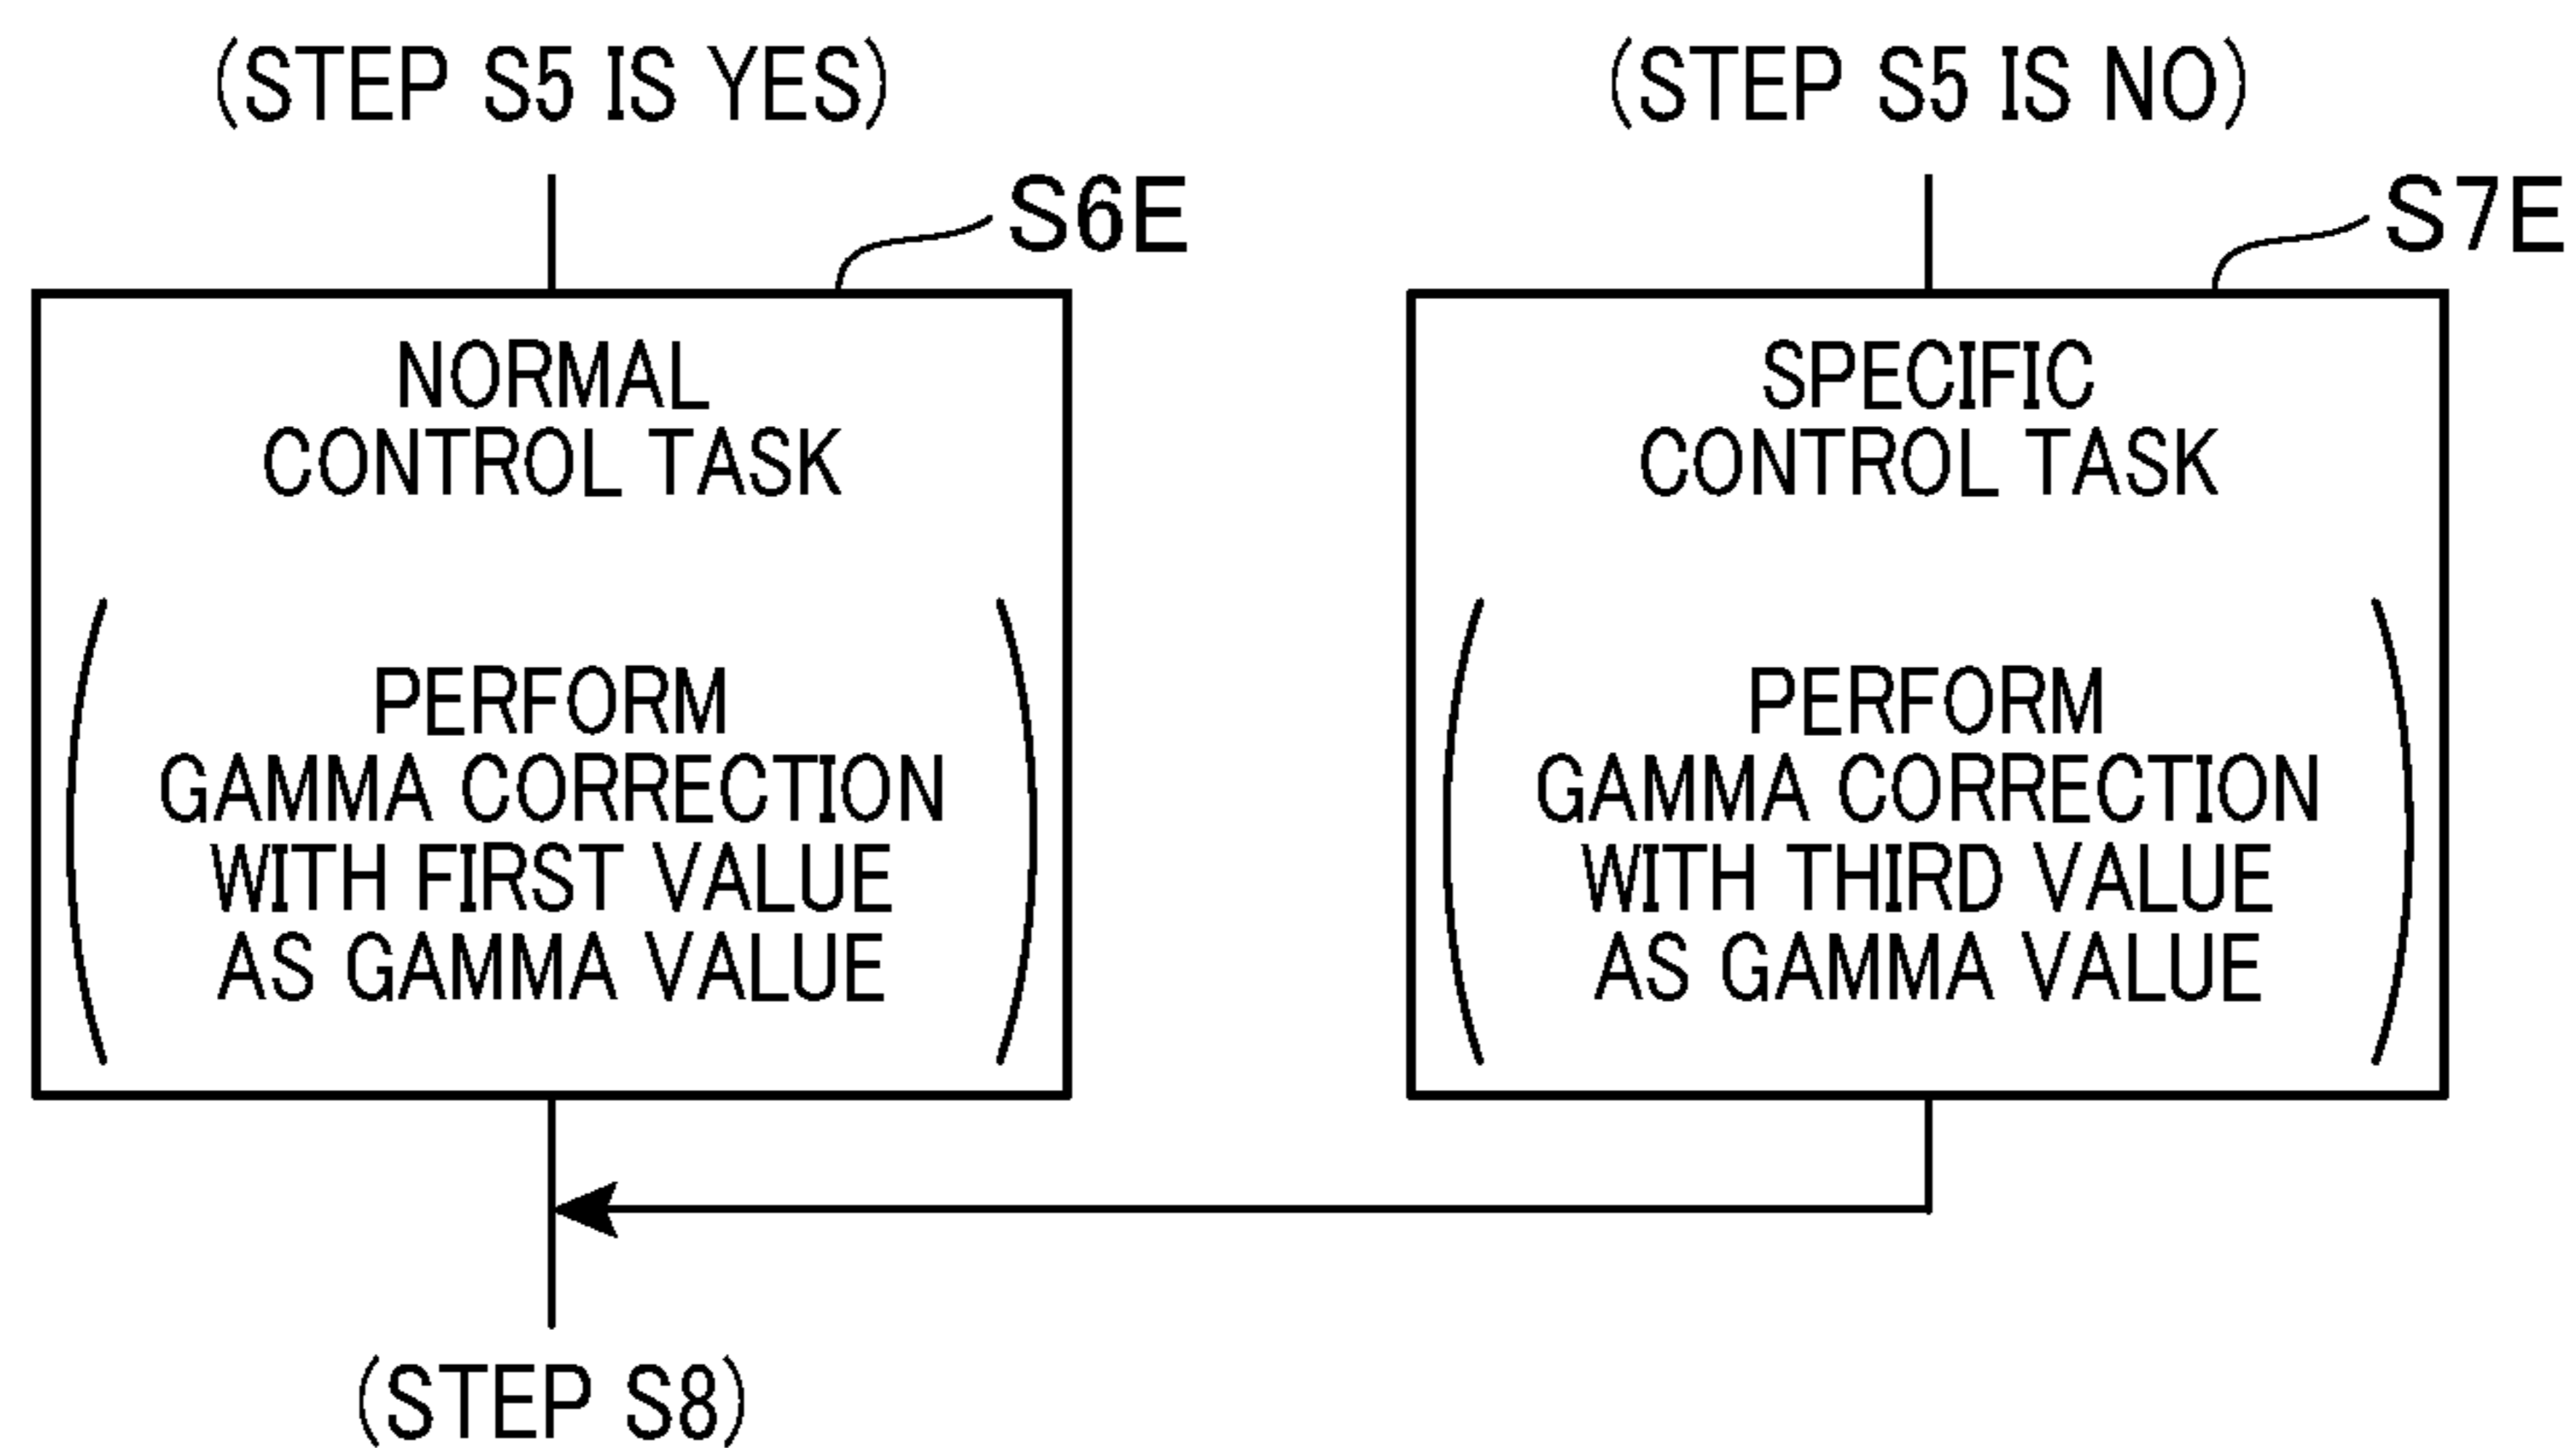 (STEP S5 IS YES)
S6E
NORMAL
CONTROL TASK
PERFORM
GAMMA CORRECTION
WITH FIRST VALUE
AS GAMMA VALUE
(STEP S5 IS NO)
S7E
SPECIFIC
CONTROL TASK
PERFORM
GAMMA CORRECTION
WITH THIRD VALUE
AS GAMMA VALUE
(STEP S8)